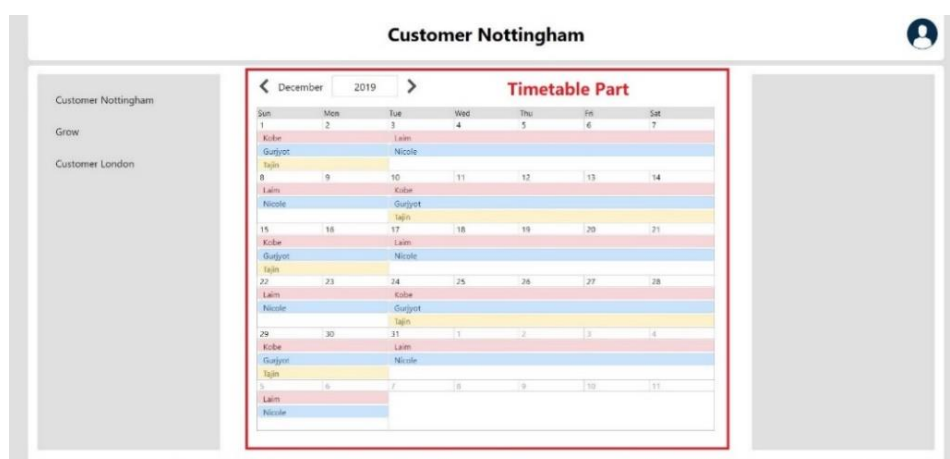 Customer Nottingham
Customer Nottingham
Grow
Customer London
December 2019 Timetable Part
Sun Mon Tue Wed Thu Fri Sat
1 2 3 4 5 6 7
Kobe Laim
Gurjyot Nicole
Tajin
8 9 10 11 12 13 14
Laim Kobe
Nicole Gurjyot
Tajin
15 16 17 18 19 20 21
Kobe Laim
Gurjyot Nicole
Tajin
22 23 24 25 26 27 28
Laim Kobe
Nicole Gurjyot
Tajin
29 30 31 1 2 3 4
Kobe Laim
Gurjyot Nicole
Tajin
5 6 7 8 9 10 11
Laim
Nicole